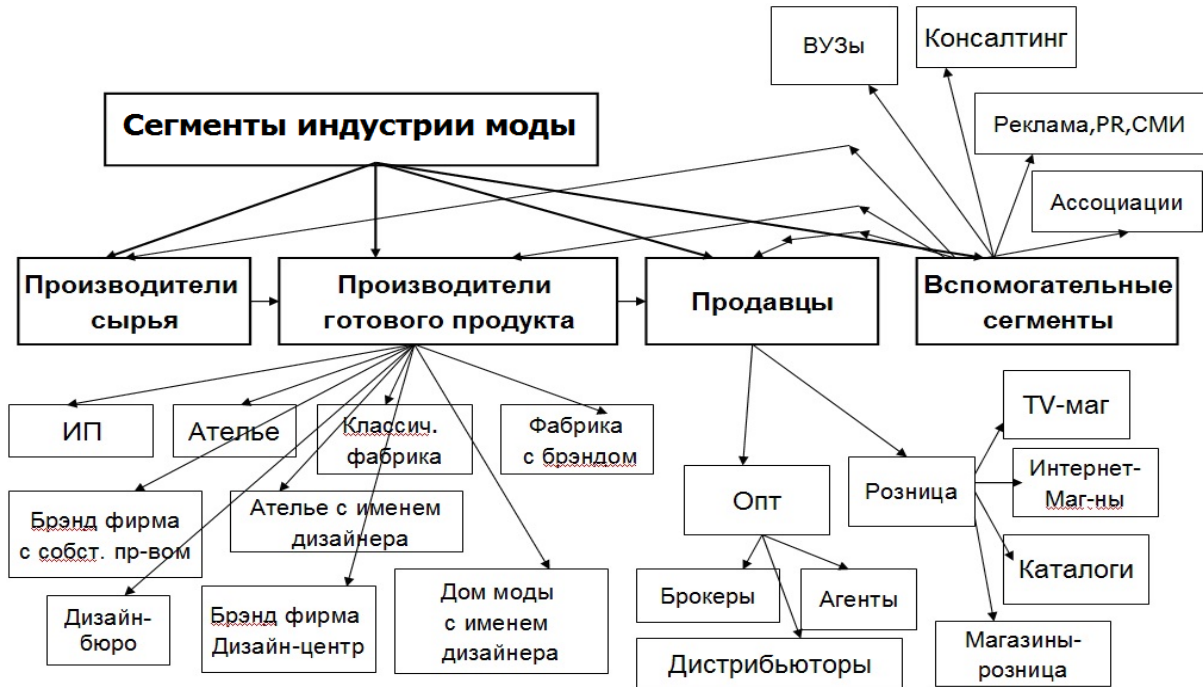 ВУЗы
Консалтинг
Сегменты индустрии моды
Реклама,PR,СМИ
Ассоциации
Производители
сырья
Производители
готового продукта
Продавцы
Вспомогательные
сегменты
ИП
Ателье
Классич.
фабрика
Фабрика
с брэндом
TV-маг
Интернет-
Маг-ны
Опт
Розница
Брэнд фирма
с собст. пр-вом
Ателье с именем
дизайнера
Каталоги
Брокеры
Агенты
Дизайн-
бюро
Брэнд фирма
Дизайн-центр
Дом моды
с именем
дизайнера
Дистрибьюторы
Магазины-
розница